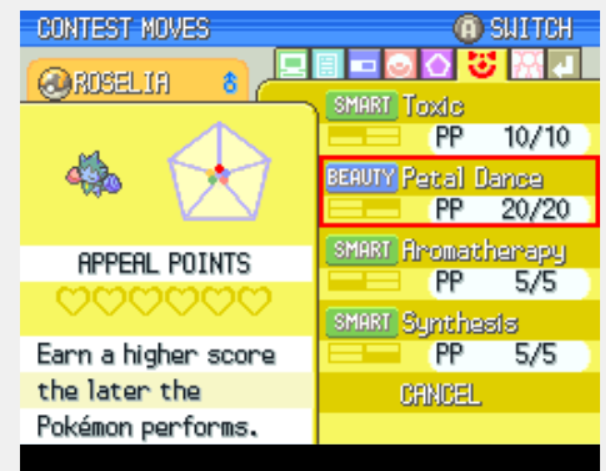 CONTEST MOVES
Ⓐ SWITCH
ROSELIA ♂
SMART Toxic
PP 10/10
BEAUTY Petal Dance
PP 20/20
SMART Aromatherapy
PP 5/5
SMART Synthesis
PP 5/5
CANCEL
APPEAL POINTS
Earn a higher score
the later the
Pokémon performs.